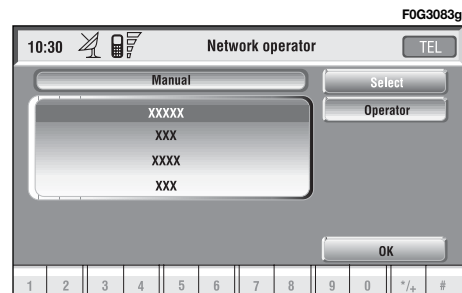 F0G3083g
10:30 Network operator TEL
Manual Select
XXXXX Operator
XXX
XXXX
XXX
OK
1 2 3 4 5 6 7 8 9 0 */+ #